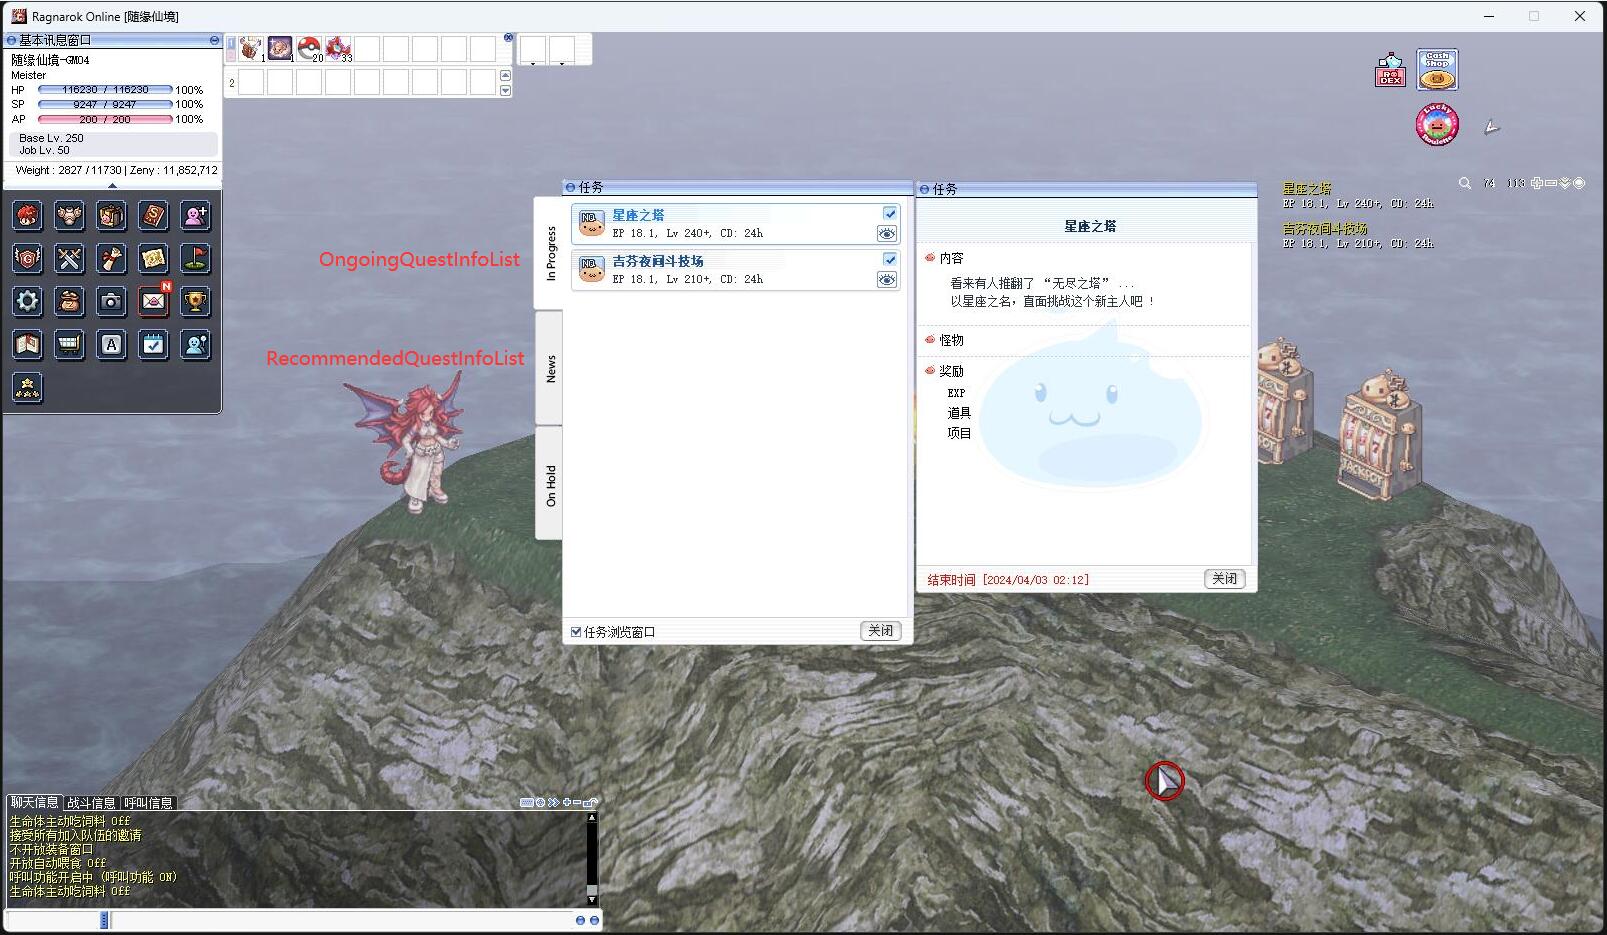 Ragnarok Online [随缘仙境]
基本讯息窗口
随缘仙境-GM04
Meister
HP 116230 / 116230 100%
SP 9247 / 9247 100%
AP 200 / 200 100%
Base Lv. 250
Job Lv. 50
Weight : 2827 / 11730 | Zeny : 11,852,712
1 1 20 33
2
N
A
RO DEX
Cash Shop
Lucky Roulette
74 113
星座之塔
EP 18.1, Lv 240+, CD: 24h
吉芬夜间斗技场
EP 18.1, Lv 210+, CD: 24h
OngoingQuestInfoList
RecommendedQuestInfoList
In Progress
News
On Hold
任务
NO.
星座之塔
EP 18.1, Lv 240+, CD: 24h
NO.
吉芬夜间斗技场
EP 18.1, Lv 210+, CD: 24h
任务浏览窗口
关闭
任务
星座之塔
内容
看来有人推翻了 “无尽之塔” ...
以星座之名，直面挑战这个新主人吧 !
怪物
奖励
EXP
道具
项目
结束时间 [2024/04/03 02:12]
关闭
JACKPOT
聊天信息 战斗信息 呼叫信息
生命体主动吃饲料 Off
接受所有加入队伍的邀请
不开放装备窗口
开放自动喂食 Off
呼叫功能开启中 (呼叫功能 ON)
生命体主动吃饲料 Off